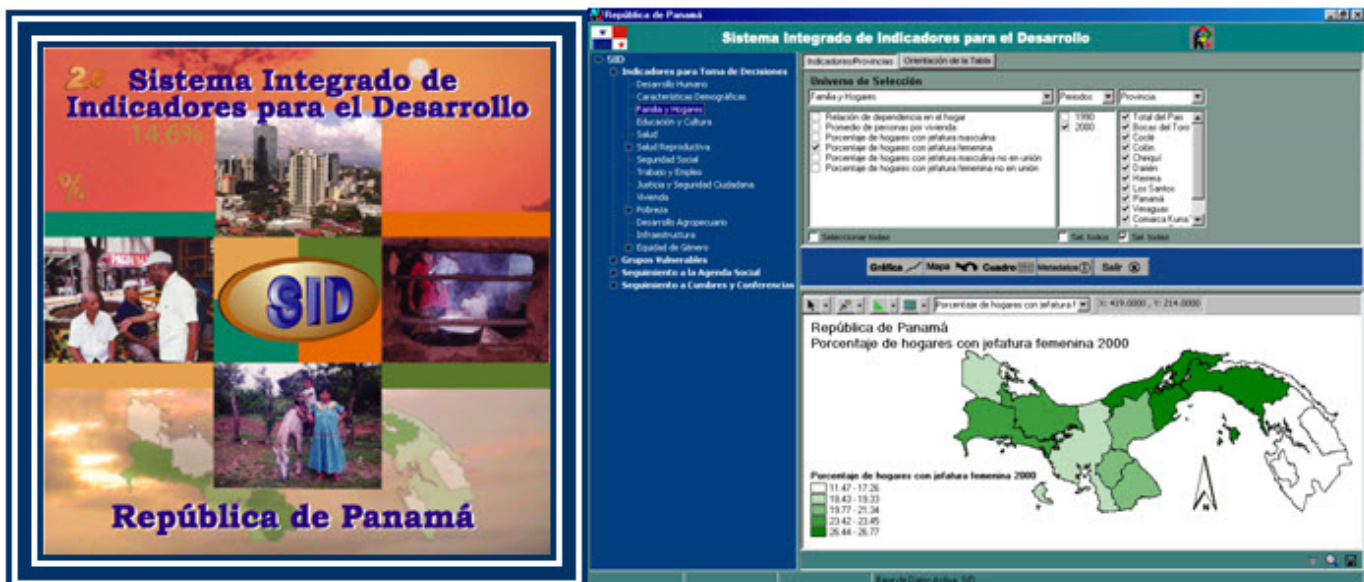 2.0
Sistema Integrado de
Indicadores para el Desarrollo
14.6%
%
SID
República de Panamá
República de Panamá
Sistema Integrado de Indicadores para el Desarrollo
SID
Indicadores para Toma de Decisiones
Desarrollo Humano
Características Demográficas
Familia y Hogares
Educación y Cultura
Salud
Salud Reproductiva
Seguridad Social
Trabajo y Empleo
Justicia y Seguridad Ciudadana
Vivienda
Pobreza
Desarrollo Agropecuario
Infraestructura
Equidad de Género
Grupos Vulnerables
Seguimiento a la Agenda Social
Seguimiento a Cumbres y Conferencias
Indicadores/Provincias Orientación de la Tabla
Universo de Selección
Familia y Hogares Periodos Provincia
Relación de dependencia en el hogar
Promedio de personas por vivienda
Porcentaje de hogares con jefatura masculina
Porcentaje de hogares con jefatura femenina
Porcentaje de hogares con jefatura masculina no en unión
Porcentaje de hogares con jefatura femenina no en unión
1990
2000
Total del País
Bocas del Toro
Coclé
Colón
Chiriquí
Darién
Herrera
Los Santos
Panamá
Veraguas
Comarca Kuna
Seleccionar todas Sel. todos Sel. todas
Gráfica Mapa Cuadro Metadatos Salir
Porcentaje de hogares con jefatura f X: 419.0000 , Y: 214.0000
República de Panamá
Porcentaje de hogares con jefatura femenina 2000
Porcentaje de hogares con jefatura femenina 2000
11.47 - 17.26
18.43 - 19.33
19.77 - 21.34
23.42 - 23.45
26.44 - 26.77
N
Base de Datos Activa: SID